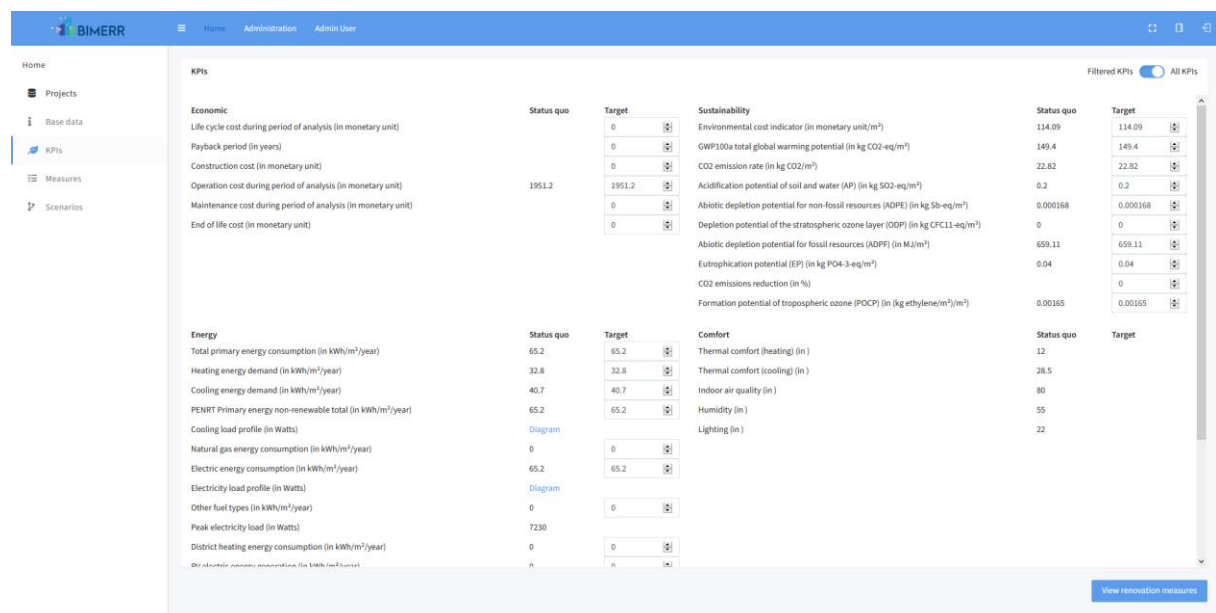 BIMERR
Home Administration Admin User
Home
Projects
Base data
KPIs
Measures
Scenarios
KPIs
Filtered KPIs All KPIs
Economic Status quo Target
Life cycle cost during period of analysis (in monetary unit) 0
Payback period (in years) 0
Construction cost (in monetary unit) 0
Operation cost during period of analysis (in monetary unit) 1951.2 1951.2
Maintenance cost during period of analysis (in monetary unit) 0
End of life cost (in monetary unit) 0
Sustainability Status quo Target
Environmental cost indicator (in monetary unit/m²) 114.09 114.09
GWP100a total global warming potential (in kg CO2-eq/m²) 149.4 149.4
CO2 emission rate (in kg CO2/m²) 22.82 22.82
Acidification potential of soil and water (AP) (in kg SO2-eq/m²) 0.2 0.2
Abiotic depletion potential for non-fossil resources (ADPE) (in kg Sb-eq/m²) 0.000168 0.000168
Depletion potential of the stratospheric ozone layer (ODP) (in kg CFC11-eq/m²) 0 0
Abiotic depletion potential for fossil resources (ADPF) (in MJ/m²) 659.11 659.11
Eutrophication potential (EP) (in kg PO4-3-eq/m²) 0.04 0.04
CO2 emissions reduction (in %) 0
Formation potential of tropospheric ozone (POCP) (in (kg ethylene/m²)/m²) 0.00165 0.00165
Energy Status quo Target
Total primary energy consumption (in kWh/m²/year) 65.2 65.2
Heating energy demand (in kWh/m²/year) 32.8 32.8
Cooling energy demand (in kWh/m²/year) 40.7 40.7
PENRT Primary energy non-renewable total (in kWh/m²/year) 65.2 65.2
Cooling load profile (in Watts) Diagram
Natural gas energy consumption (in kWh/m²/year) 0 0
Electric energy consumption (in kWh/m²/year) 65.2 65.2
Electricity load profile (in Watts) Diagram
Other fuel types (in kWh/m²/year) 0 0
Peak electricity load (in Watts) 7230
District heating energy consumption (in kWh/m²/year) 0 0
PV electric energy generation (in kWh/m²/year) 0 0
Comfort Status quo Target
Thermal comfort (heating) (in ) 12
Thermal comfort (cooling) (in ) 28.5
Indoor air quality (in ) 80
Humidity (in ) 55
Lighting (in ) 22
View renovation measures